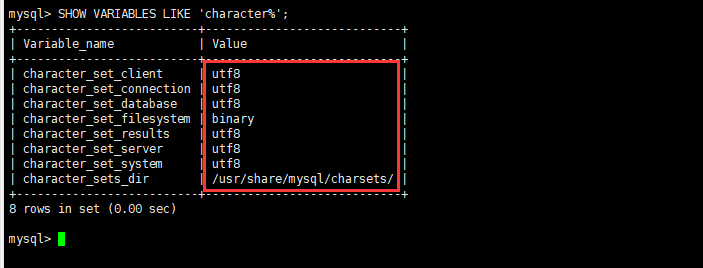 mysql> SHOW VARIABLES LIKE 'character%';
+--------------------------+----------------------------+
| Variable_name            | Value                      |
+--------------------------+----------------------------+
| character_set_client     | utf8                       |
| character_set_connection | utf8                       |
| character_set_database   | utf8                       |
| character_set_filesystem | binary                     |
| character_set_results    | utf8                       |
| character_set_server     | utf8                       |
| character_set_system     | utf8                       |
| character_sets_dir       | /usr/share/mysql/charsets/ |
+--------------------------+----------------------------+
8 rows in set (0.00 sec)
mysql>